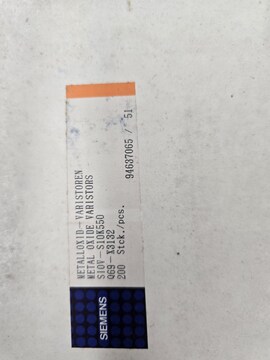 METALLOXID-VARISTOREN
METAL OXIDE VARISTORS
SIOV-S10K550
Q69-X3132
200 Stck./pcs.
94637065 / 51
SIEMENS